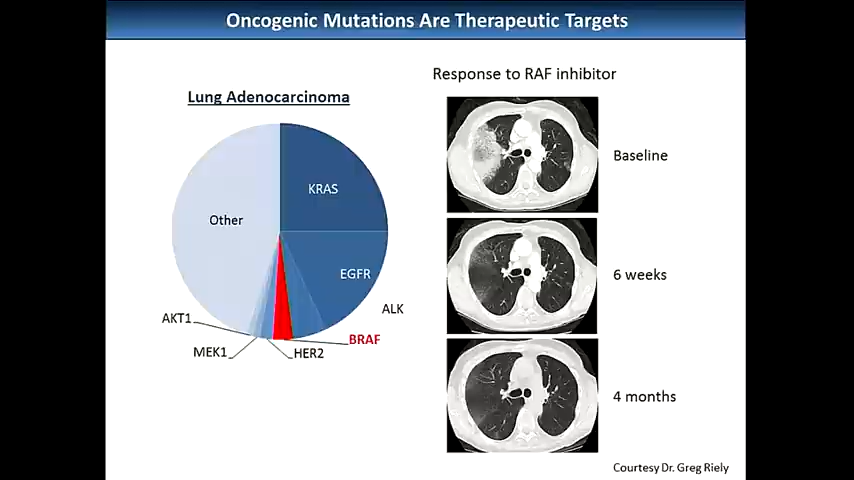 Oncogenic Mutations Are Therapeutic Targets
Lung Adenocarcinoma
KRAS
Other
EGFR
ALK
AKT1
BRAF
MEK1
HER2
Response to RAF inhibitor
Baseline
6 weeks
4 months
Courtesy Dr. Greg Riely